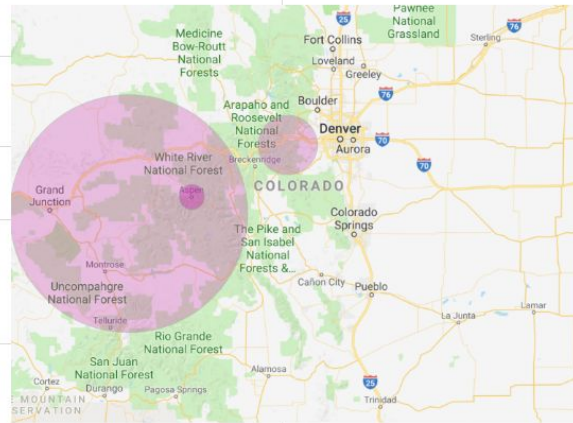 Pawnee
National
Grassland
25
76
Sterling
Medicine
Bow-Routt
National
Forests
Fort Collins
Loveland
Greeley
76
Boulder
Arapaho and
Roosevelt
National
Forests
Denver
Aurora
70
White River
National Forest
Breckenridge
70
Grand
Junction
Aspen
COLORADO
Colorado
Springs
The Pike and
San Isabel
National
Forests &...
Montrose
Cañon City
Pueblo
Uncompahgre
National Forest
La Junta
Lamar
Telluride
Rio Grande
National Forest
San Juan
National Forest
Alamosa
25
Cortez
Durango
Pagosa Springs
Trinidad
E MOUNTAIN
SERVATION